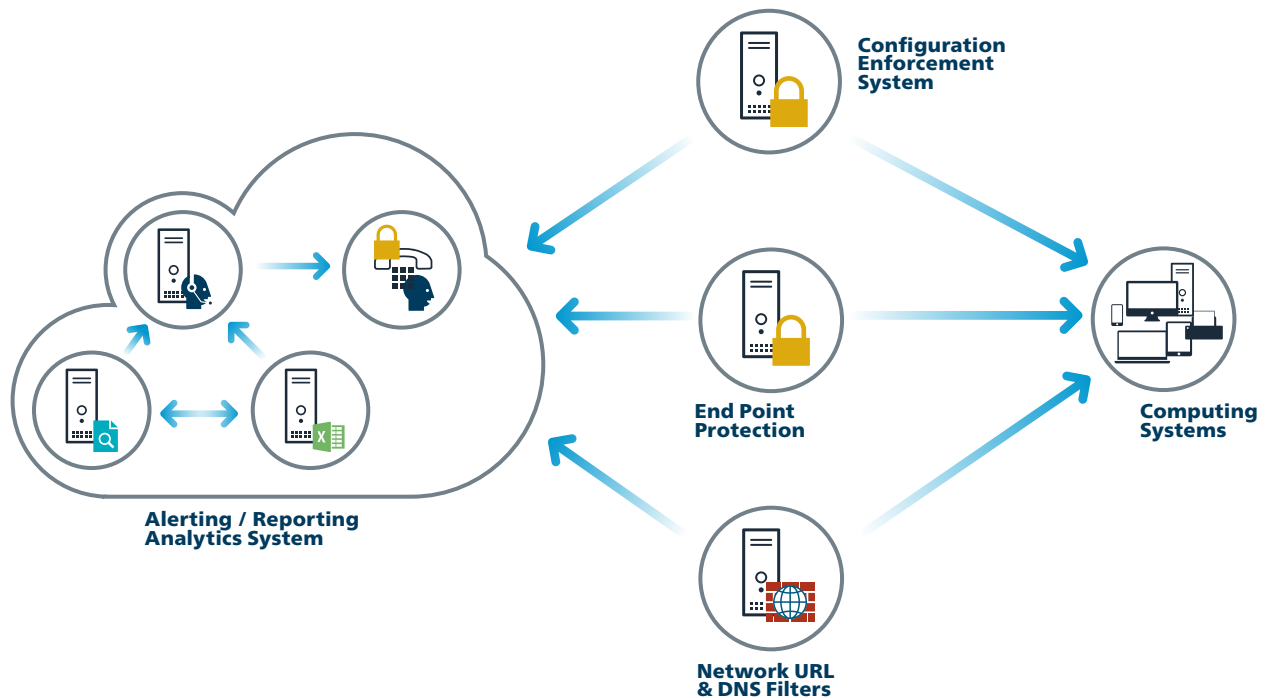 Configuration
Enforcement
System
End Point
Protection
Computing
Systems
X
Alerting / Reporting
Analytics System
Network URL
& DNS Filters